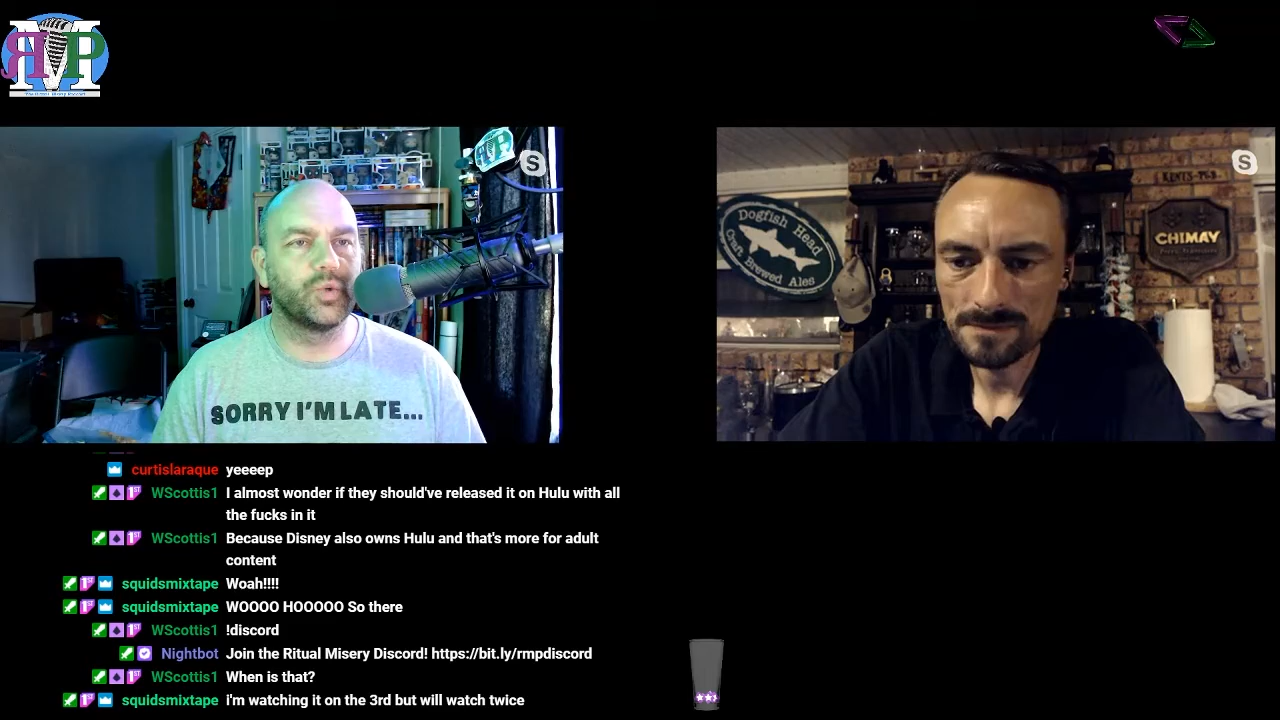 RMP
S
S
Dogfish Head
Craft Brewed Ales
KENT'S PUB
CHIMAY
SORRY I'M LATE...
curtislaraque yeeeep
WScottis1 I almost wonder if they should've released it on Hulu with all
the fucks in it
WScottis1 Because Disney also owns Hulu and that's more for adult
content
squidsmixtape Woah!!!!
squidsmixtape WOOOO HOOOOO So there
WScottis1 !discord
Nightbot Join the Ritual Misery Discord! https://bit.ly/rmpdiscord
WScottis1 When is that?
squidsmixtape i'm watching it on the 3rd but will watch twice